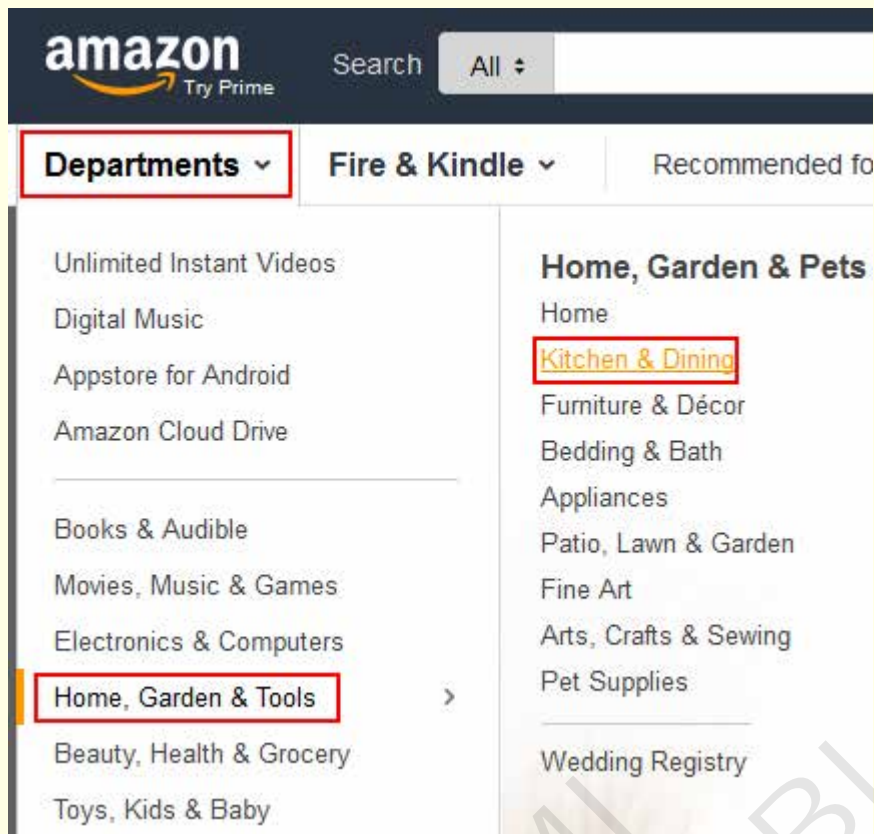 amazon
Try Prime
Search
All
Departments
Fire & Kindle
Recommended fo
Unlimited Instant Videos
Digital Music
Appstore for Android
Amazon Cloud Drive
Books & Audible
Movies, Music & Games
Electronics & Computers
Home, Garden & Tools
Beauty, Health & Grocery
Toys, Kids & Baby
Home, Garden & Pets
Home
Kitchen & Dining
Furniture & Décor
Bedding & Bath
Appliances
Patio, Lawn & Garden
Fine Art
Arts, Crafts & Sewing
Pet Supplies
Wedding Registry